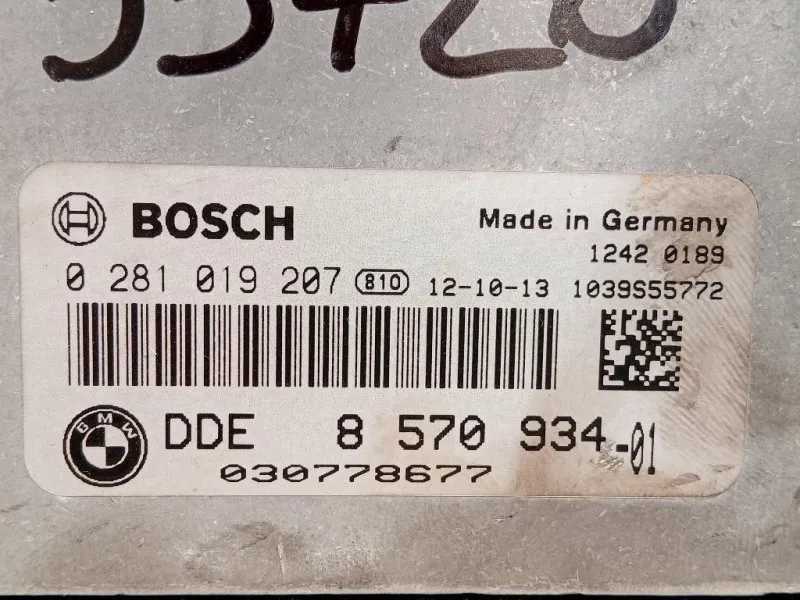 BOSCH
Made in Germany
1242 0189
0 281 019 207 810 12-10-13 1039S55772
BMW DDE 8 570 934-01
030778677